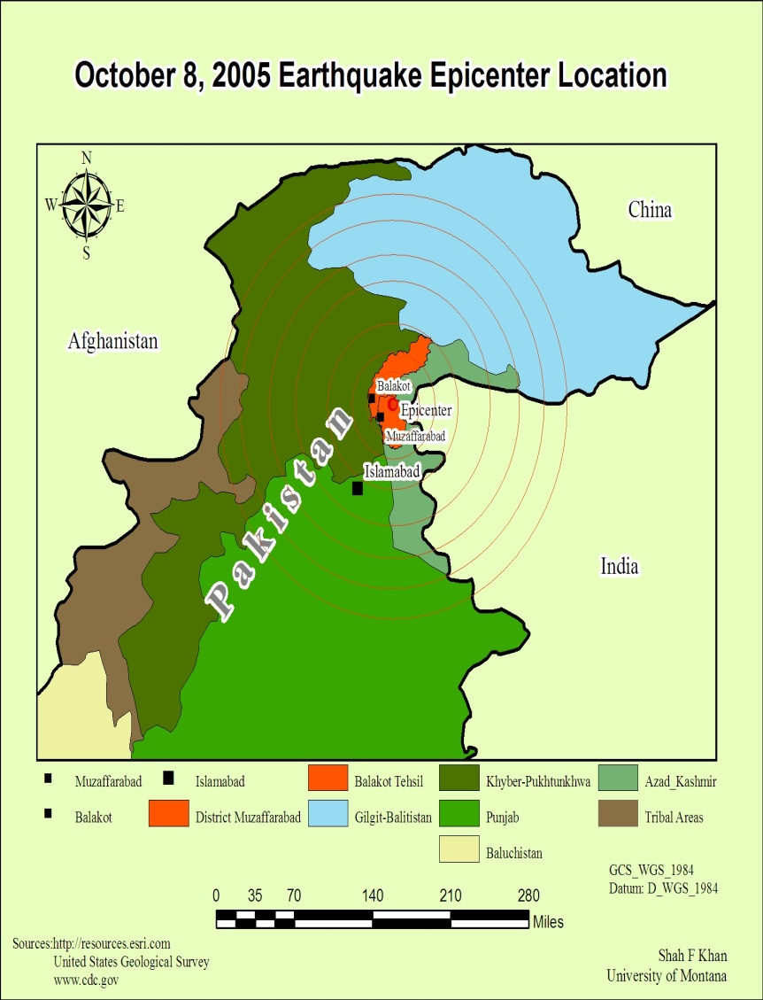 October 8, 2005 Earthquake Epicenter Location
N
W E
S
China
Afghanistan
Balakot
Epicenter
Muzaffarabad
Islamabad
Pakistan
India
Muzaffarabad Islamabad Balakot Tehsil Khyber-Pukhtunkhwa Azad_Kashmir
Balakot District Muzaffarabad Gilgit-Balitistan Punjab Tribal Areas
Baluchistan
GCS_WGS_1984
Datum: D_WGS_1984
0 35 70 140 210 280
Miles
Sources:http://resources.esri.com
United States Geological Survey
www.cdc.gov
Shah F Khan
University of Montana